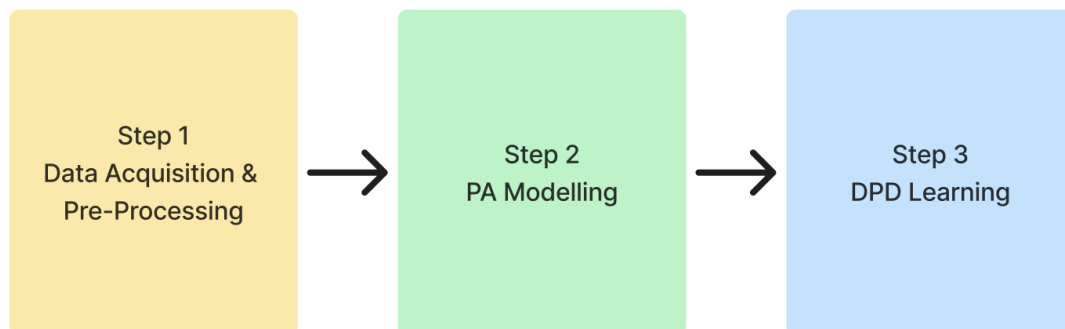 Step 1
Data Acquisition &
Pre-Processing
Step 2
PA Modelling
Step 3
DPD Learning